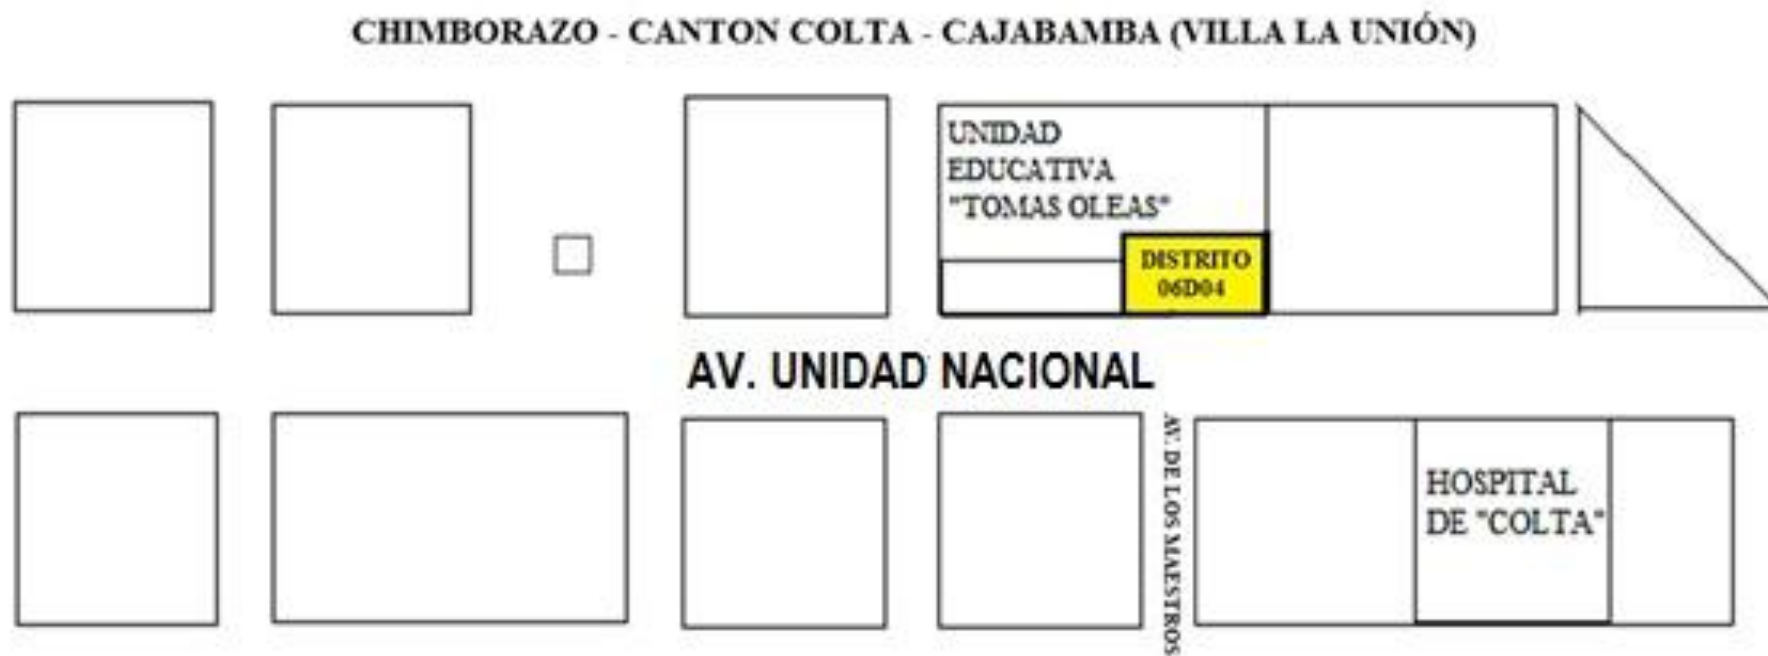 CHIMBORAZO - CANTON COLTA - CAJABAMBA (VILLA LA UNIÓN)
UNIDAD
EDUCATIVA
"TOMAS OLEAS"
DISTRITO
06D04
AV. UNIDAD NACIONAL
AV. DE LOS MAESTROS
HOSPITAL
DE "COLTA"